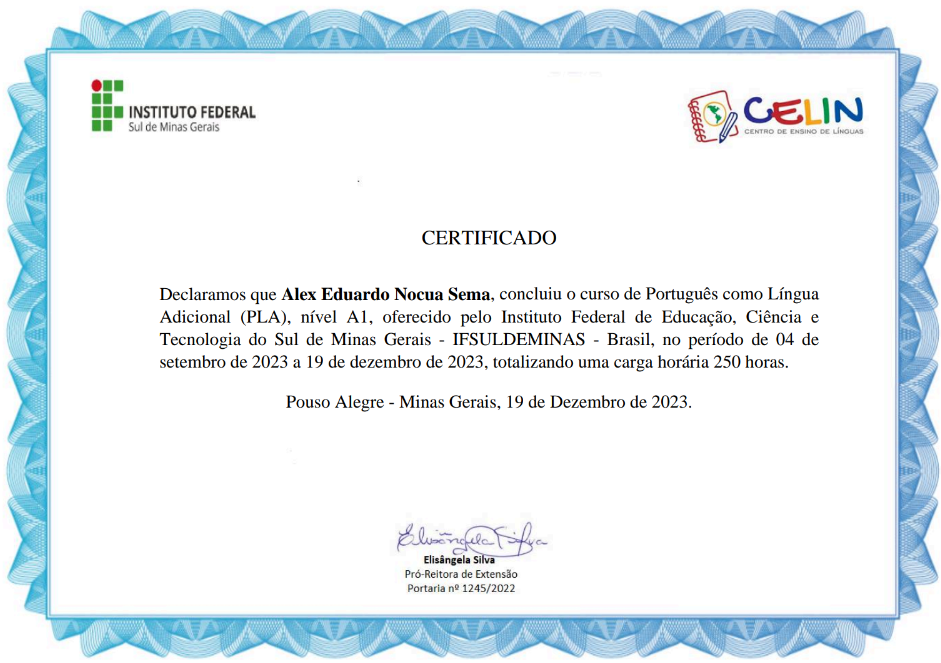 INSTITUTO FEDERAL
Sul de Minas Gerais
CELIN
CENTRO DE ENSINO DE LÍNGUAS
CERTIFICADO
Declaramos que Alex Eduardo Nocua Sema, concluiu o curso de Português como Língua
Adicional (PLA), nível A1, oferecido pelo Instituto Federal de Educação, Ciência e
Tecnologia do Sul de Minas Gerais - IFSULDEMINAS - Brasil, no período de 04 de
setembro de 2023 a 19 de dezembro de 2023, totalizando uma carga horária 250 horas.
Pouso Alegre - Minas Gerais, 19 de Dezembro de 2023.
Elisângela Silva
Elisângela Silva
Pró-Reitora de Extensão
Portaria nº 1245/2022